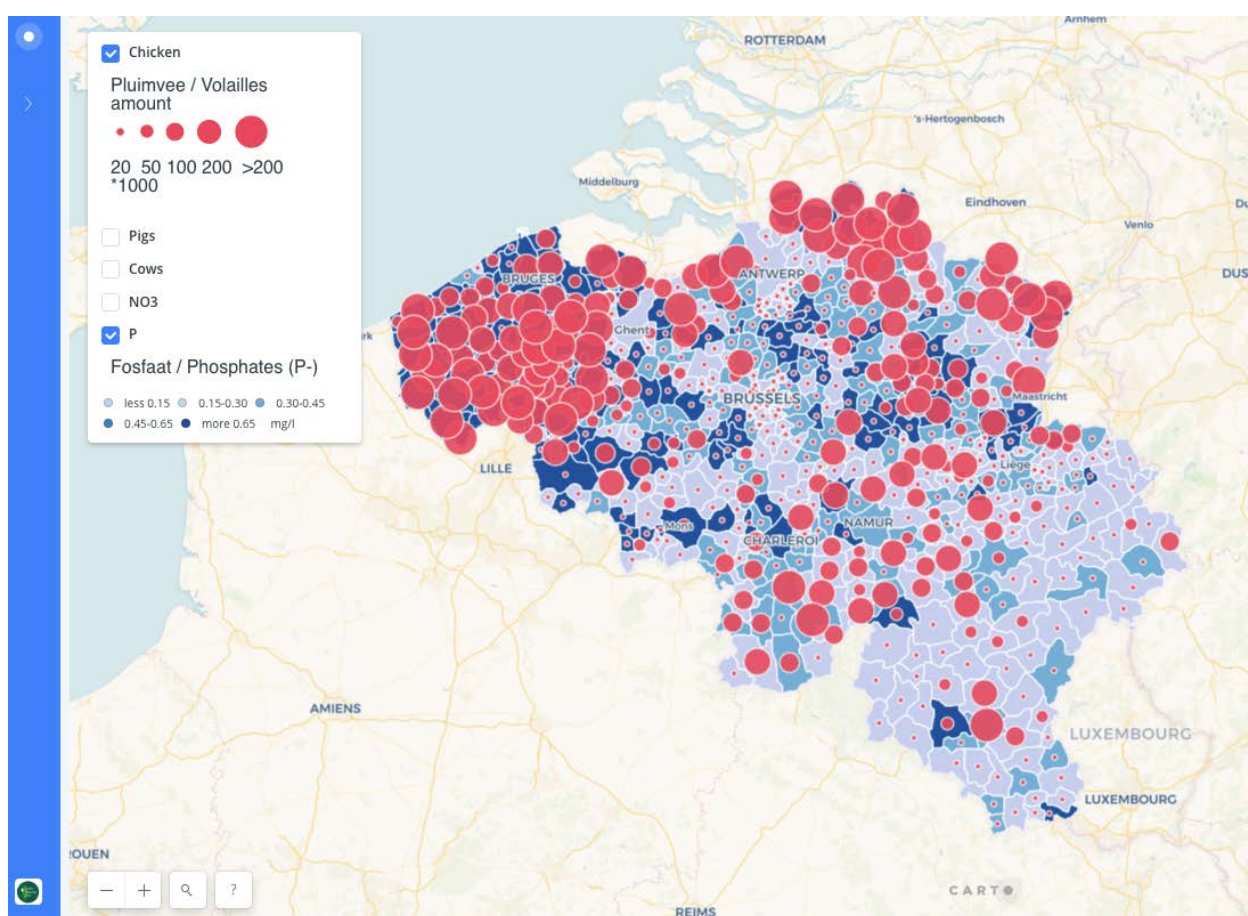 Chicken
Pluimvee / Volailles
amount
20 50 100 200 >200
*1000
Pigs
Cows
NO3
P
Fosfaat / Phosphates (P-)
less 0.15 0.15-0.30 0.30-0.45
0.45-0.65 more 0.65 mg/l
Arnhem
ROTTERDAM
's-Hertogenbosch
Middelburg
Eindhoven
Venlo
DUS
BRUGES
ANTWERP
Ghent
rk
BRUSSELS
Maastricht
LILLE
Liège
Mons
NAMUR
CHARLEROI
AMIENS
LUXEMBOURG
LUXEMBOURG
ROUEN
− + ?
CARTO
REIMS